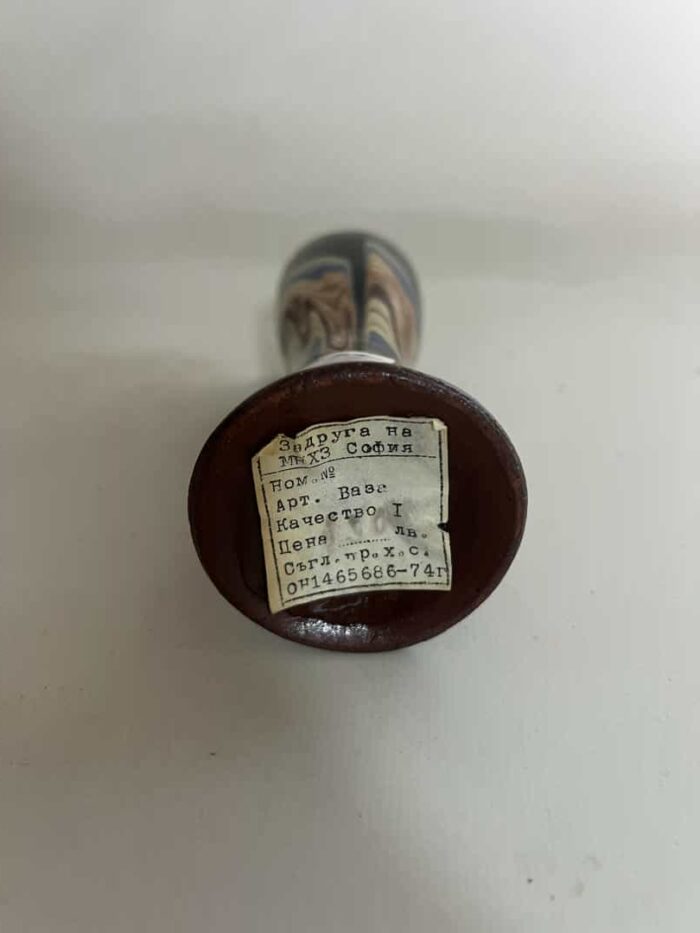 Задруга на
МНХЗ София
Ном.№
Арт. Ваза
Качество I
Цена ........ лв.
Съгл.пр.х.с.
ОН1465686-74г